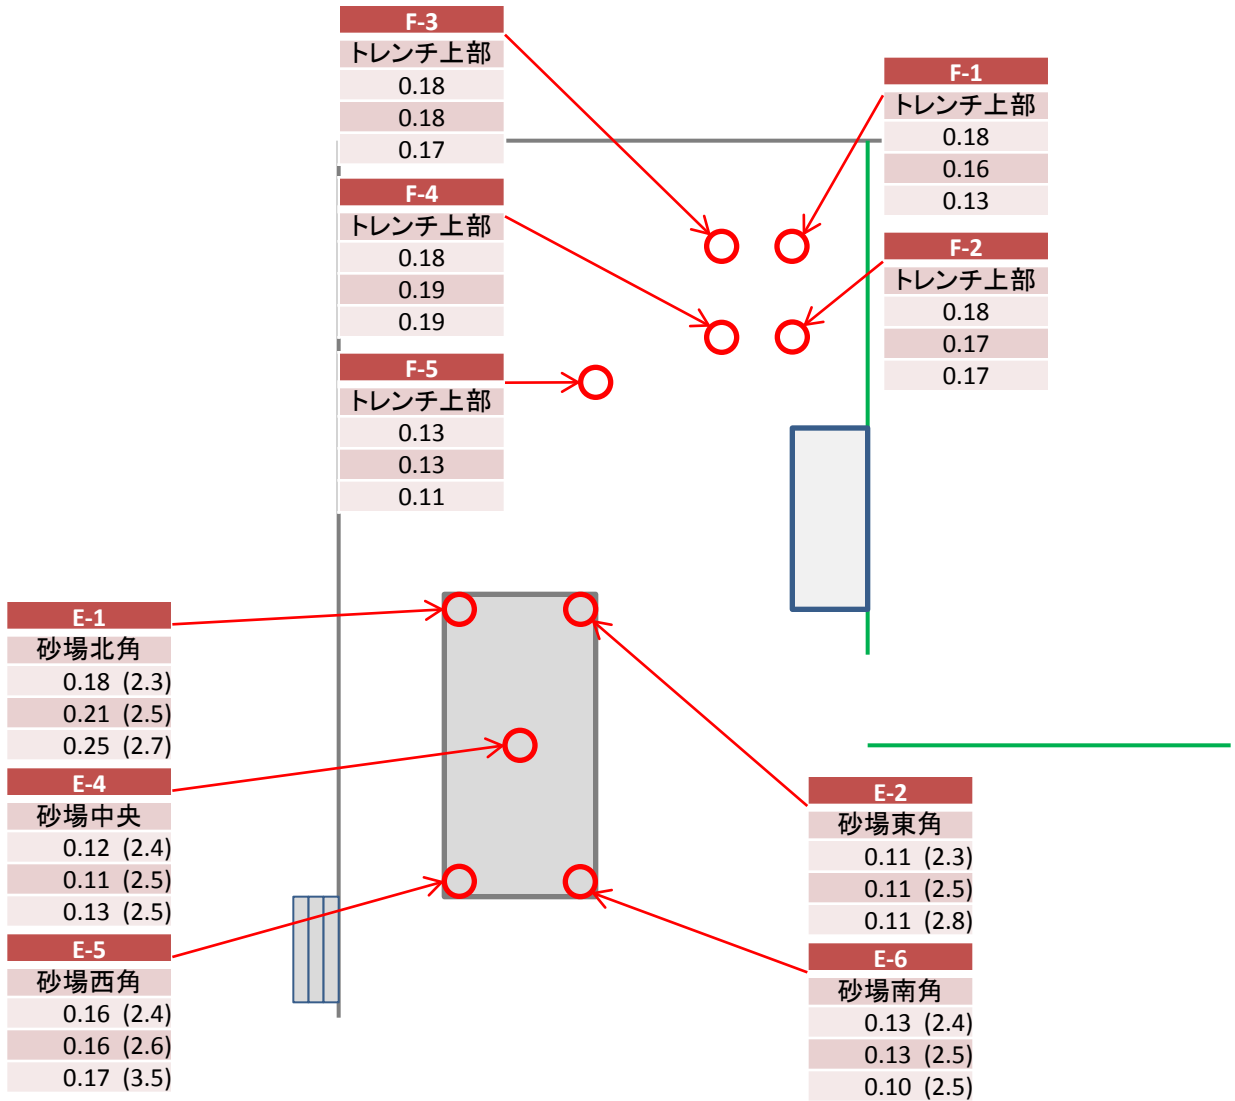 F-3
トレンチ上部
0.18
0.18
0.17
F-1
トレンチ上部
0.18
0.16
0.13
F-4
トレンチ上部
0.18
0.19
0.19
F-2
トレンチ上部
0.18
0.17
0.17
F-5
トレンチ上部
0.13
0.13
0.11
E-1
砂場北角
0.18 (2.3)
0.21 (2.5)
0.25 (2.7)
E-4
砂場中央
0.12 (2.4)
0.11 (2.5)
0.13 (2.5)
E-2
砂場東角
0.11 (2.3)
0.11 (2.5)
0.11 (2.8)
E-5
砂場西角
0.16 (2.4)
0.16 (2.6)
0.17 (3.5)
E-6
砂場南角
0.13 (2.4)
0.13 (2.5)
0.10 (2.5)